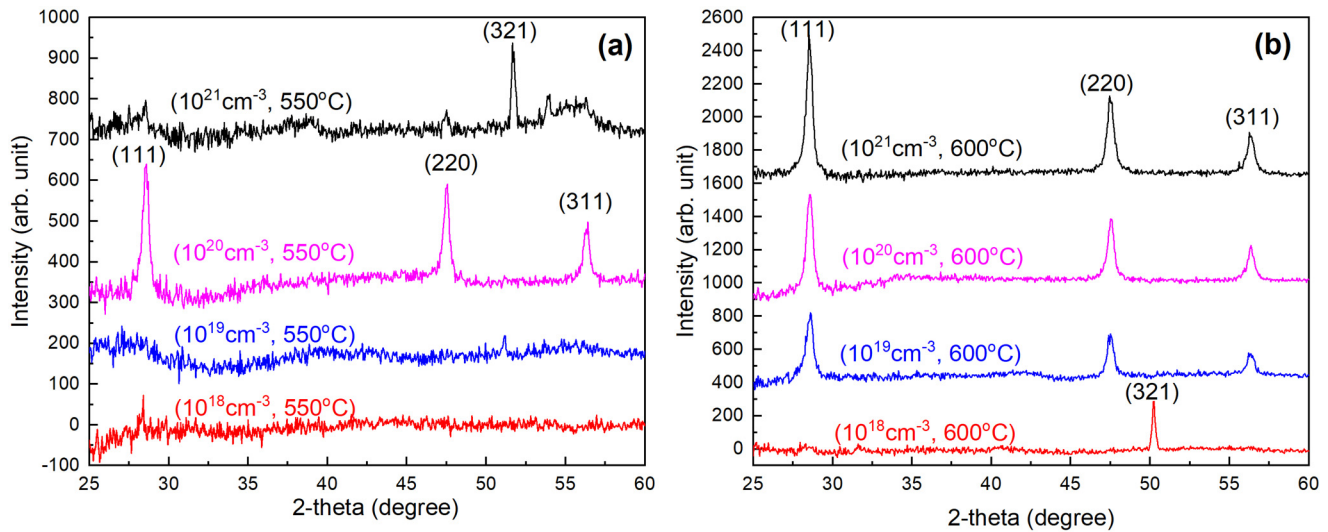 1000
900
800
700
600
500
400
300
200
100
0
-100
Intensity (arb. unit)
(a)
(321)
(10²¹cm⁻³, 550°C)
(111)
(220)
(311)
(10²⁰cm⁻³, 550°C)
(10¹⁹cm⁻³, 550°C)
(10¹⁸cm⁻³, 550°C)
25 30 35 40 45 50 55 60
2-theta (degree)
2600
2400
2200
2000
1800
1600
1400
1200
1000
800
600
400
200
0
Intensity (arb. unit)
(b)
(111)
(220)
(311)
(10²¹cm⁻³, 600°C)
(10²⁰cm⁻³, 600°C)
(10¹⁹cm⁻³, 600°C)
(321)
(10¹⁸cm⁻³, 600°C)
25 30 35 40 45 50 55 60
2-theta (degree)